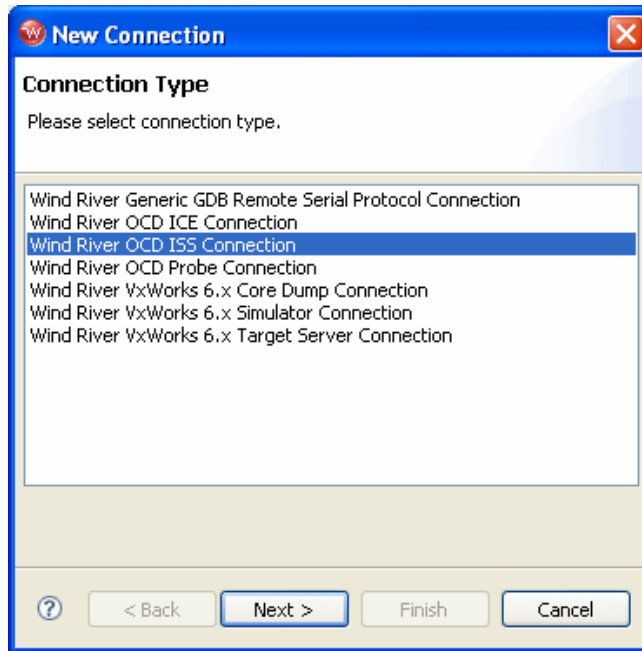 New Connection
Connection Type
Please select connection type.
Wind River Generic GDB Remote Serial Protocol Connection
Wind River OCD ICE Connection
Wind River OCD ISS Connection
Wind River OCD Probe Connection
Wind River VxWorks 6.x Core Dump Connection
Wind River VxWorks 6.x Simulator Connection
Wind River VxWorks 6.x Target Server Connection
? < Back Next > Finish Cancel